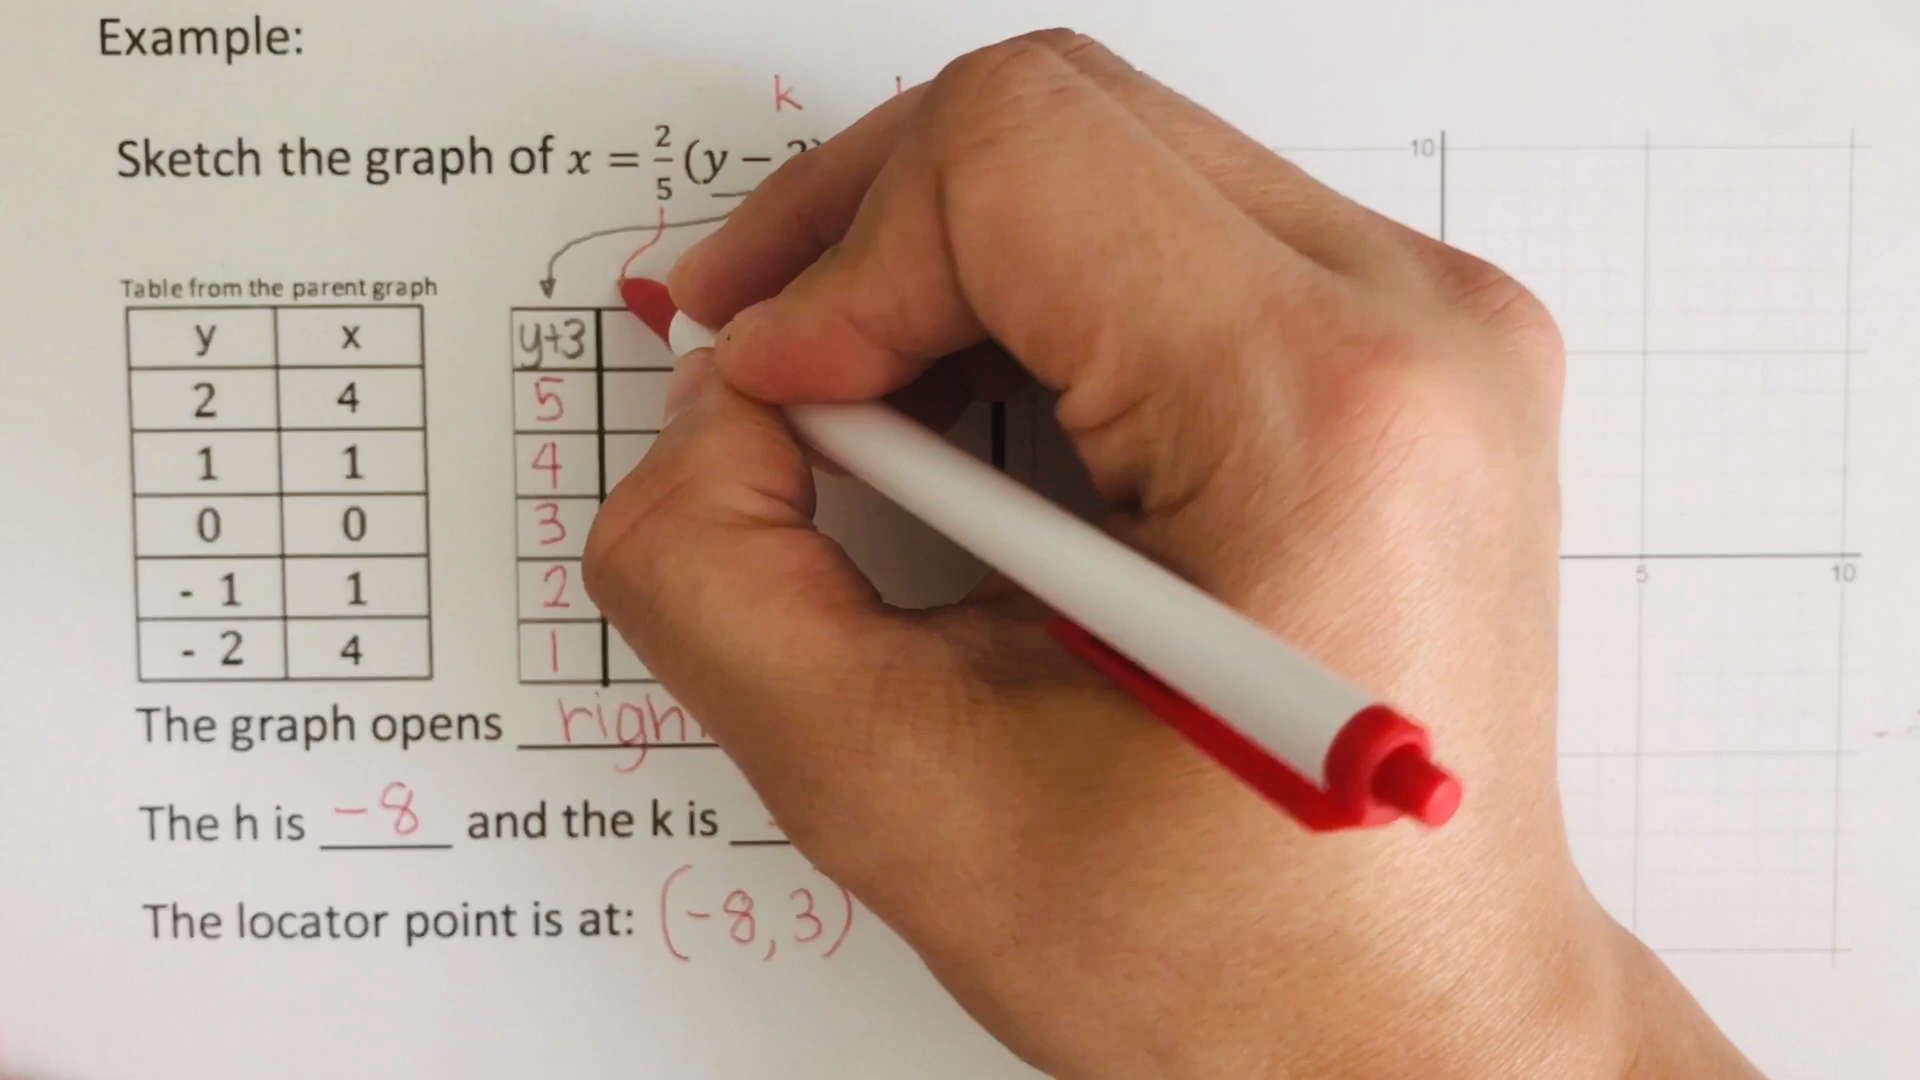 Example:
k
Sketch the graph of x = 2/5 (y −
10
Table from the parent graph
y x
2 4
1 1
0 0
- 1 1
- 2 4
y+3
5
4
3
2
1
5 10
The graph opens
The h is -8 and the k is
The locator point is at: (-8,3)